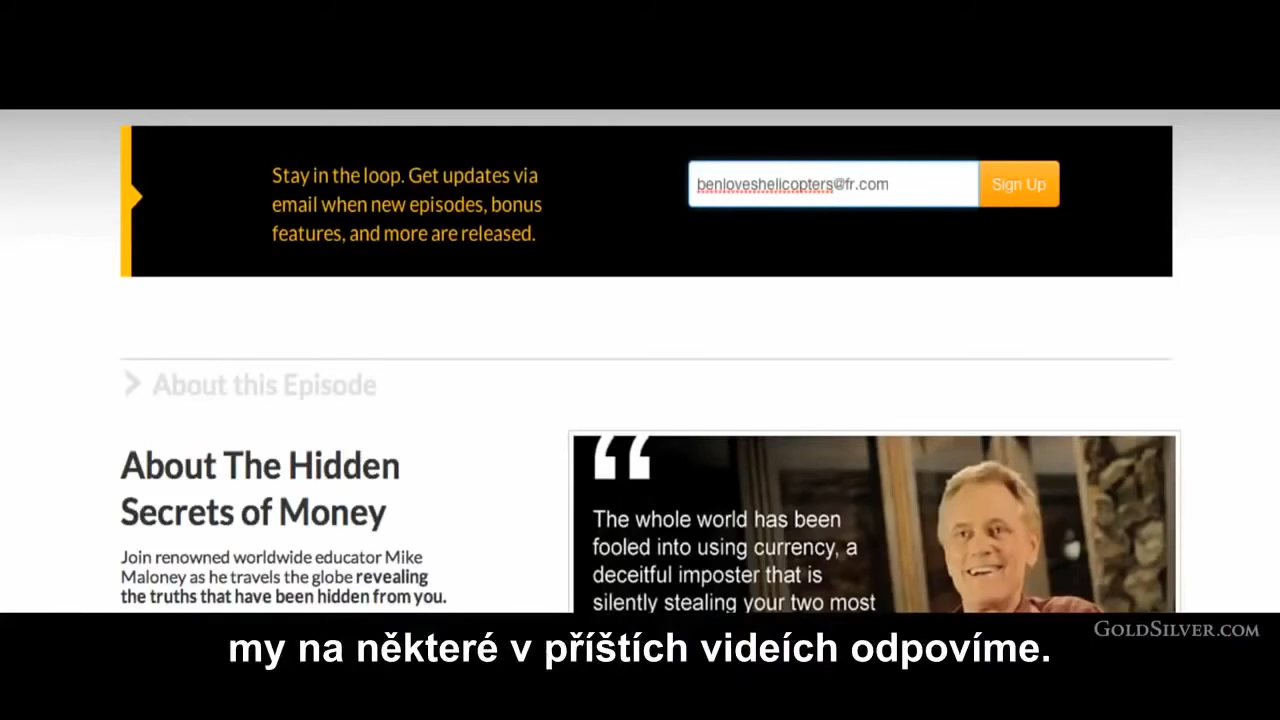 Stay in the loop. Get updates via
email when new episodes, bonus
features, and more are released.
benloveshelicopters@fr.com
Sign Up
About this Episode
About The Hidden
Secrets of Money
Join renowned worldwide educator Mike
Maloney as he travels the globe revealing
the truths that have been hidden from you.
“
The whole world has been
fooled into using currency, a
deceitful imposter that is
silently stealing your two most
GOLDSILVER.COM
my na některé v příštích videích odpovíme.